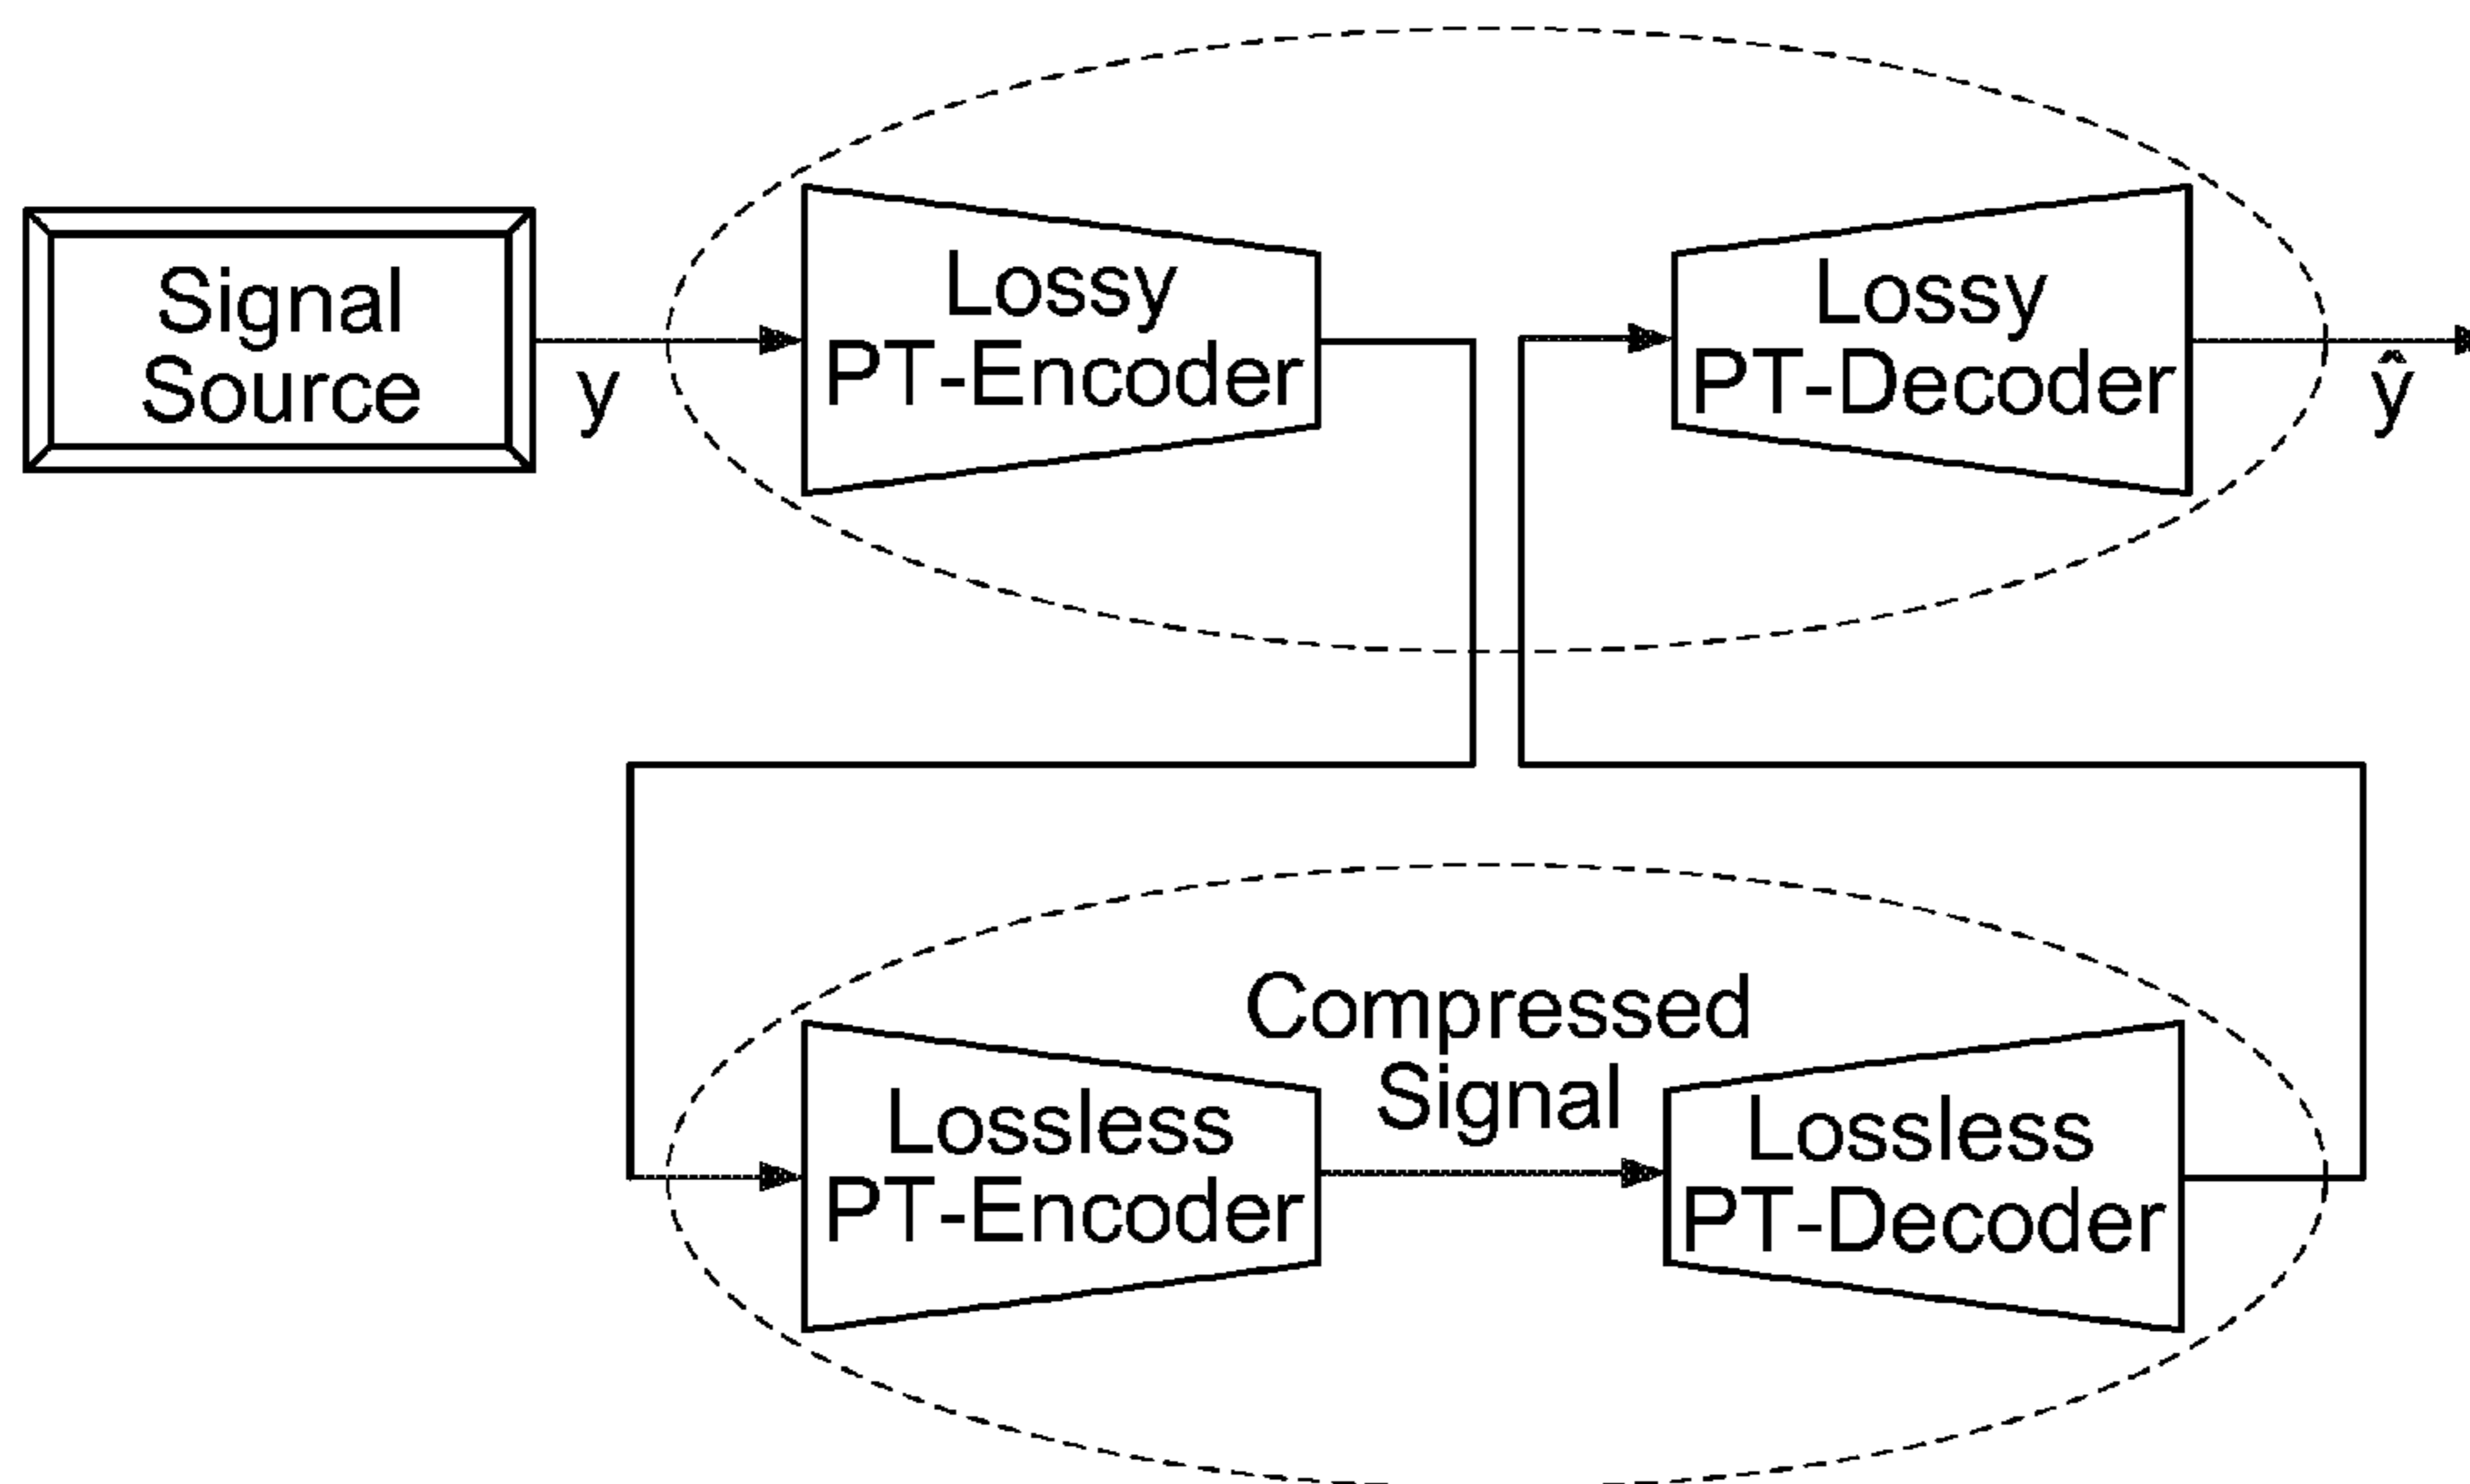 Signal
Source
y
Lossy
PT-Encoder
Lossy
PT-Decoder
ŷ
Compressed
Signal
Lossless
PT-Encoder
Lossless
PT-Decoder